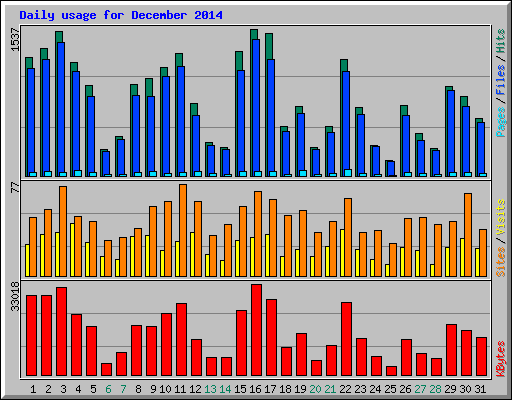 Daily usage for December 2014
1537
Pages / Files / Hits
77
Sites / Visits
33018
KBytes
1 2 3 4 5 6 7 8 9 10 11 12 13 14 15 16 17 18 19 20 21 22 23 24 25 26 27 28 29 30 31